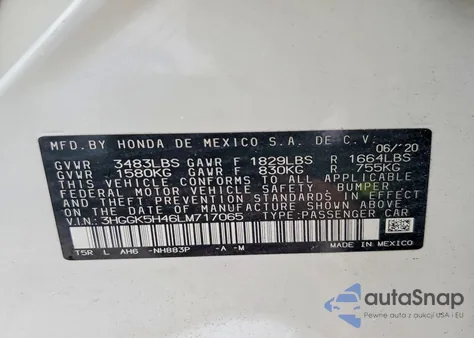 MFD.BY HONDA DE MEXICO S.A. DE C.V. 06/'20
GVWR 3483LBS GAWR F 1829LBS R 1664LBS
GVWR 1580KG GAWR F 830KG R 755KG
THIS VEHICLE CONFORMS TO ALL APPLICABLE
FEDERAL MOTOR VEHICLE SAFETY, BUMPER,
AND THEFT PREVENTION STANDARDS IN EFFECT
ON THE DATE OF MANUFACTURE SHOWN ABOVE.
V.I.N: 3HGGK5H46LM717065 TYPE: PASSENGER CAR
T5R L AH6 -NH883P -A -M MADE IN MEXICO
autoSnap
Pewne auta z USA i EU